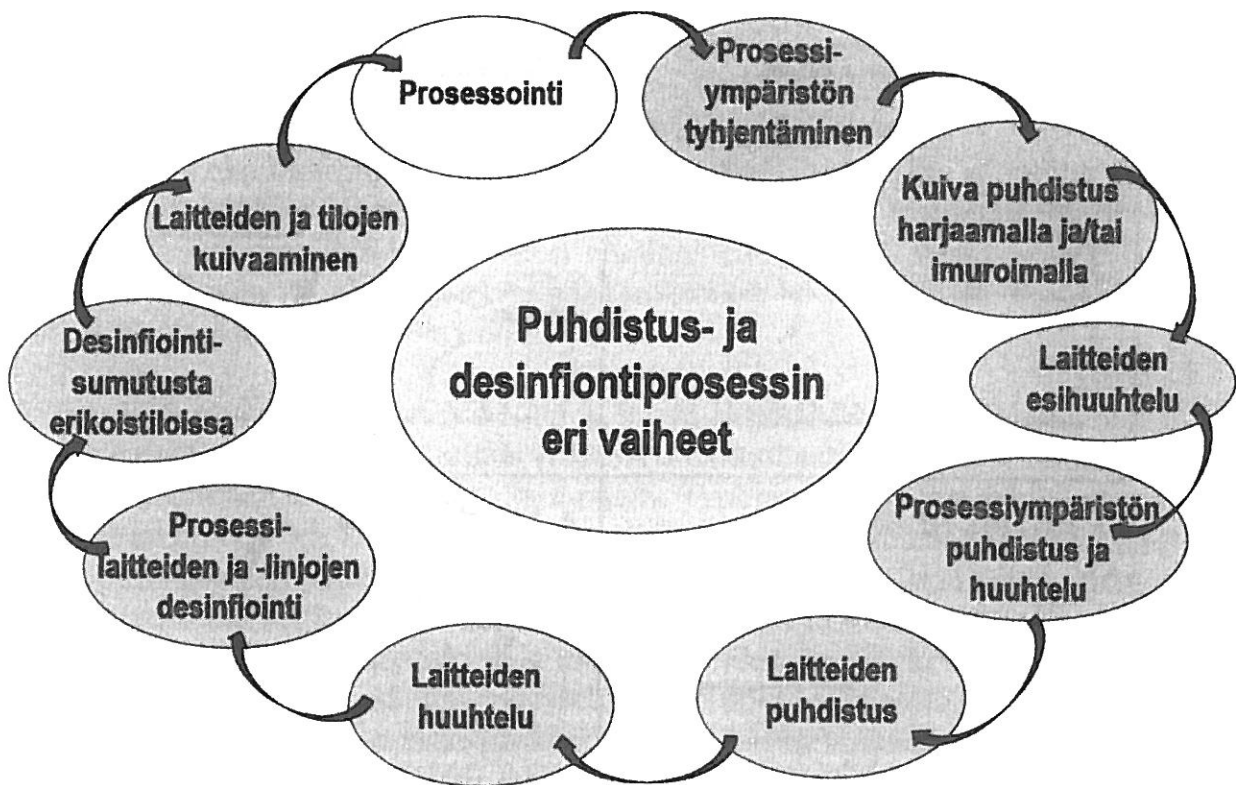 Prosessointi
Prosessi-
ympäristön
tyhjentäminen
Kuiva puhdistus
harjaamalla ja/tai
imuroimalla
Laitteiden
esihuuhtelu
Prosessiympäristön
puhdistus ja
huuhtelu
Laitteiden
puhdistus
Laitteiden
huuhtelu
Prosessi-
laitteiden ja -linjojen
desinfiointi
Desinfiointi-
sumutusta
erikoistiloissa
Laitteiden ja tilojen
kuivaaminen
Puhdistus- ja
desinfiontiprosessin
eri vaiheet